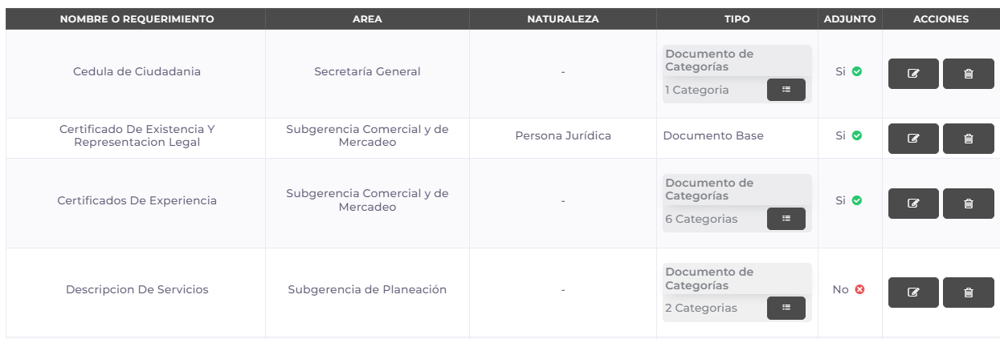 NOMBRE O REQUERIMIENTO AREA NATURALEZA TIPO ADJUNTO ACCIONES
Cedula de Ciudadania
Secretaría General
-
Documento de
Categorías
1 Categoria
Si
Certificado De Existencia Y
Representacion Legal
Subgerencia Comercial y de
Mercadeo
Persona Jurídica
Documento Base
Si
Certificados De Experiencia
Subgerencia Comercial y de
Mercadeo
-
Documento de
Categorías
6 Categorias
Si
Descripcion De Servicios
Subgerencia de Planeación
-
Documento de
Categorías
2 Categorias
No